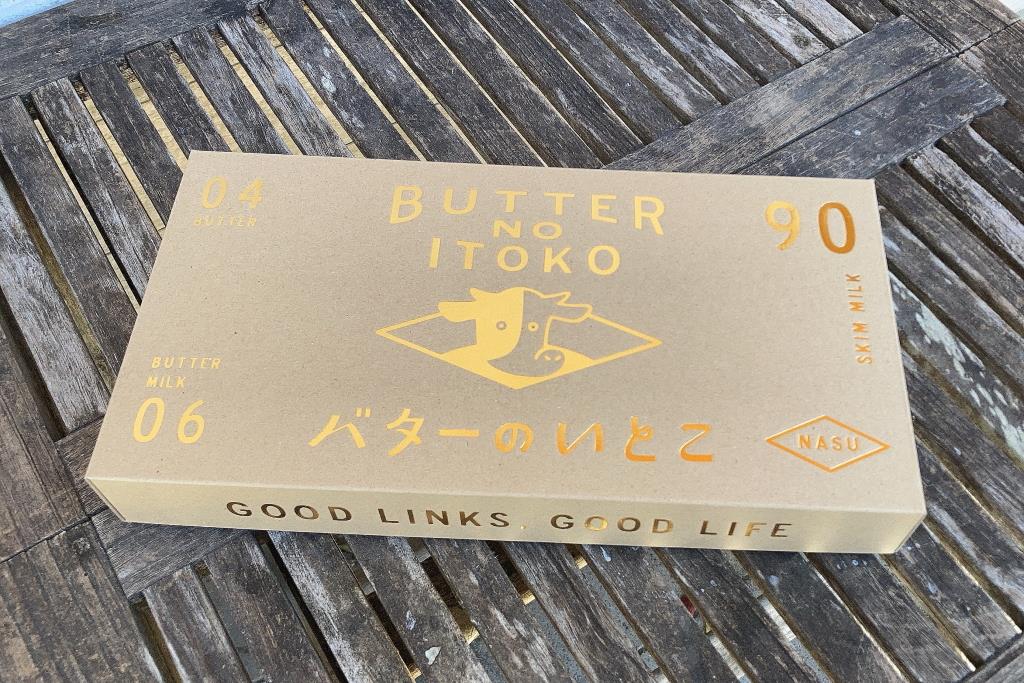 04
BUTTER
BUTTER
NO
ITOKO
90
SKIM MILK
BUTTER
MILK
06
バターのいとこ
NASU
GOOD LINKS, GOOD LIFE